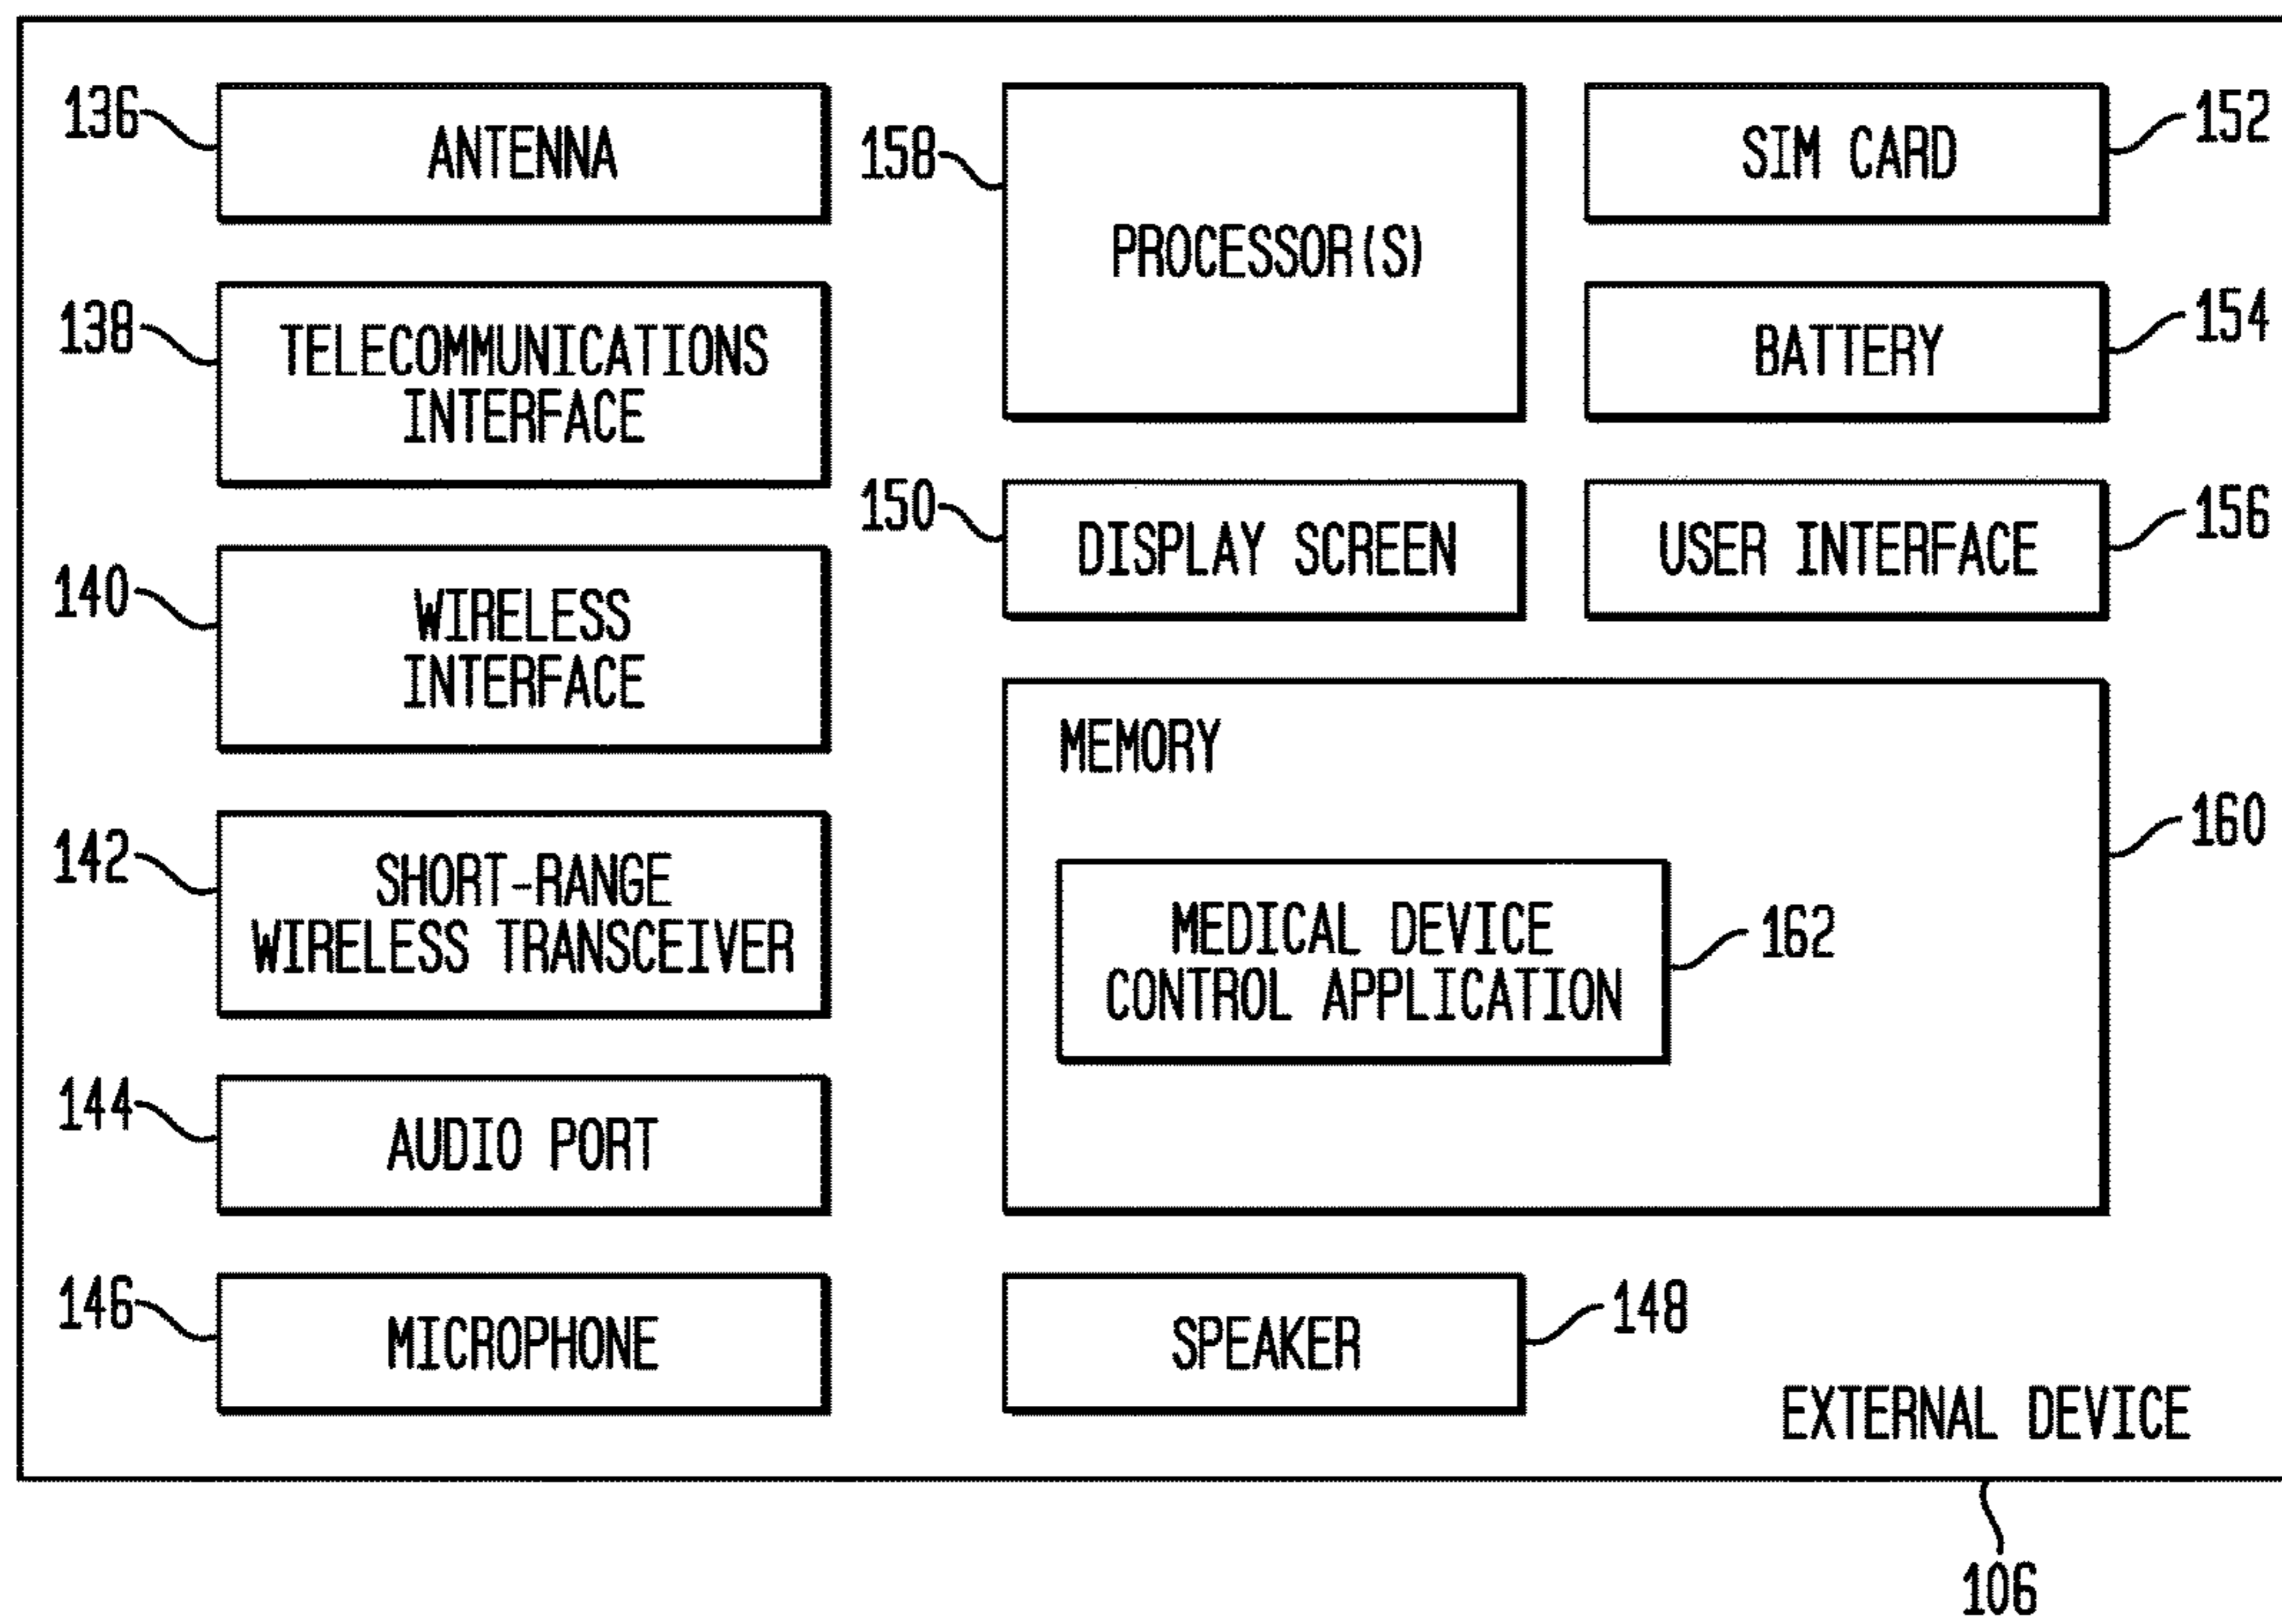 136
ANTENNA
138
TELECOMMUNICATIONS
INTERFACE
140
WIRELESS
INTERFACE
142
SHORT-RANGE
WIRELESS TRANSCEIVER
144
AUDIO PORT
146
MICROPHONE
158
PROCESSOR(S)
150
DISPLAY SCREEN
SIM CARD
152
BATTERY
154
USER INTERFACE
156
MEMORY
160
MEDICAL DEVICE
CONTROL APPLICATION
162
SPEAKER
148
EXTERNAL DEVICE
106